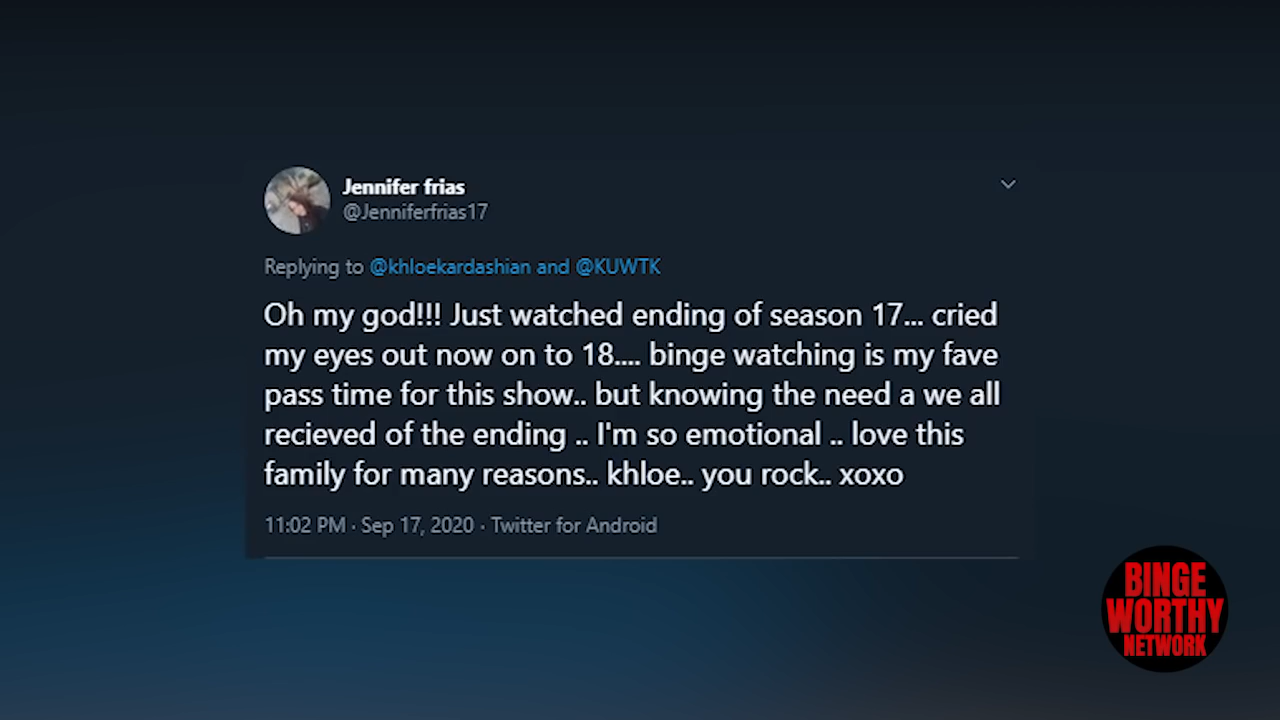 Jennifer frias
@Jenniferfrias17
Replying to @khloekardashian and @KUWTK
Oh my god!!! Just watched ending of season 17... cried
my eyes out now on to 18.... binge watching is my fave
pass time for this show.. but knowing the need a we all
recieved of the ending .. I'm so emotional .. love this
family for many reasons.. khloe.. you rock.. xoxo
11:02 PM · Sep 17, 2020 · Twitter for Android
BINGE
WORTHY
NETWORK